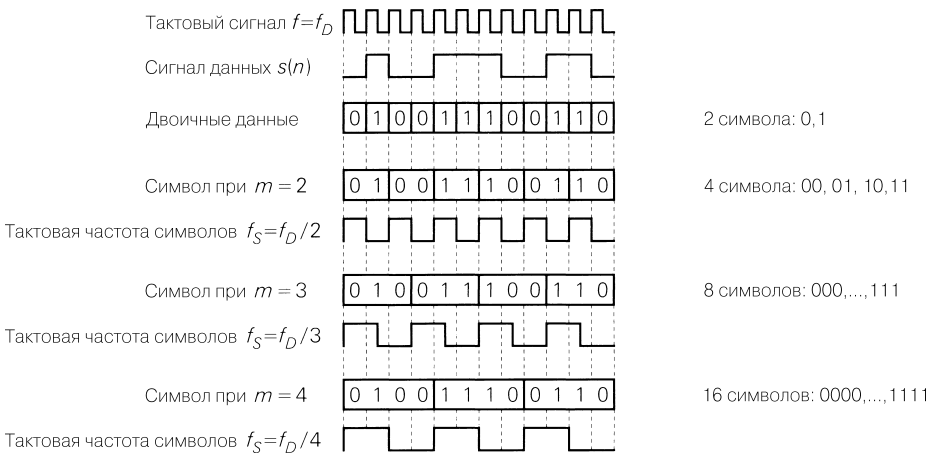 Тактовый сигнал f=f_D
Сигнал данных s(n)
Двоичные данные 0 1 0 0 1 1 1 0 0 1 1 0 2 символа: 0,1
Символ при m = 2 0 1 0 0 1 1 1 0 0 1 1 0 4 символа: 00, 01, 10,11
Тактовая частота символов f_S=f_D/2
Символ при m = 3 0 1 0 0 1 1 1 0 0 1 1 0 8 символов: 000,...,111
Тактовая частота символов f_S=f_D/3
Символ при m = 4 0 1 0 0 1 1 1 0 0 1 1 0 16 символов: 0000,...,1111
Тактовая частота символов f_S=f_D/4